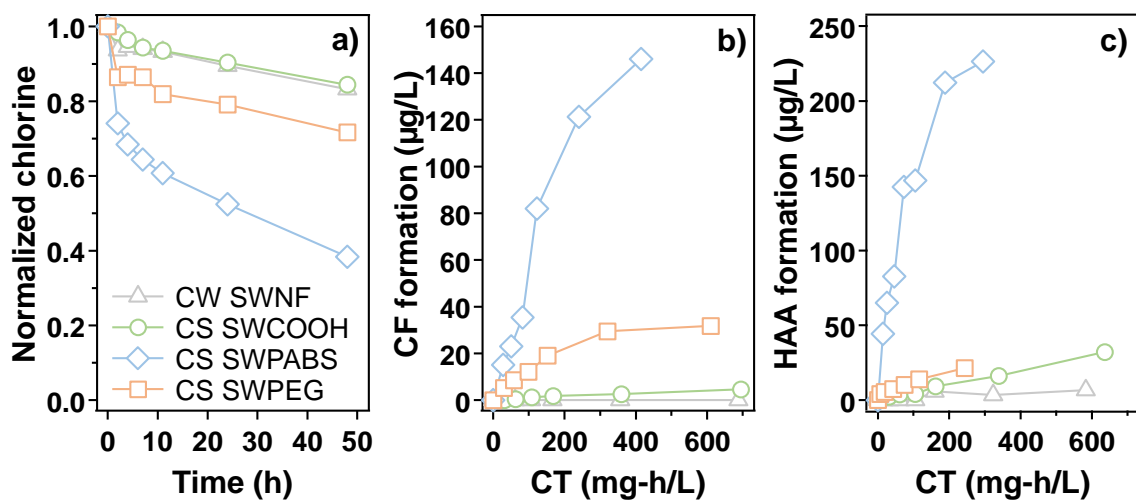 a)
Normalized chlorine
1.0
0.8
0.6
0.4
0.2
0.0
CW SWNF
CS SWCOOH
CS SWPABS
CS SWPEG
0 10 20 30 40 50
Time (h)
b)
CF formation (µg/L)
160
140
120
100
80
60
40
20
0
0 200 400 600
CT (mg-h/L)
c)
HAA formation (µg/L)
250
200
150
100
50
0
0 200 400 600
CT (mg-h/L)